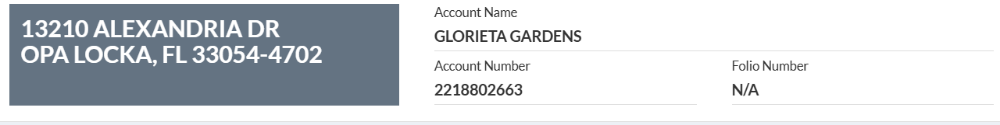 13210 ALEXANDRIA DR
OPA LOCKA, FL 33054-4702
Account Name
GLORIETA GARDENS
Account Number
2218802663
Folio Number
N/A